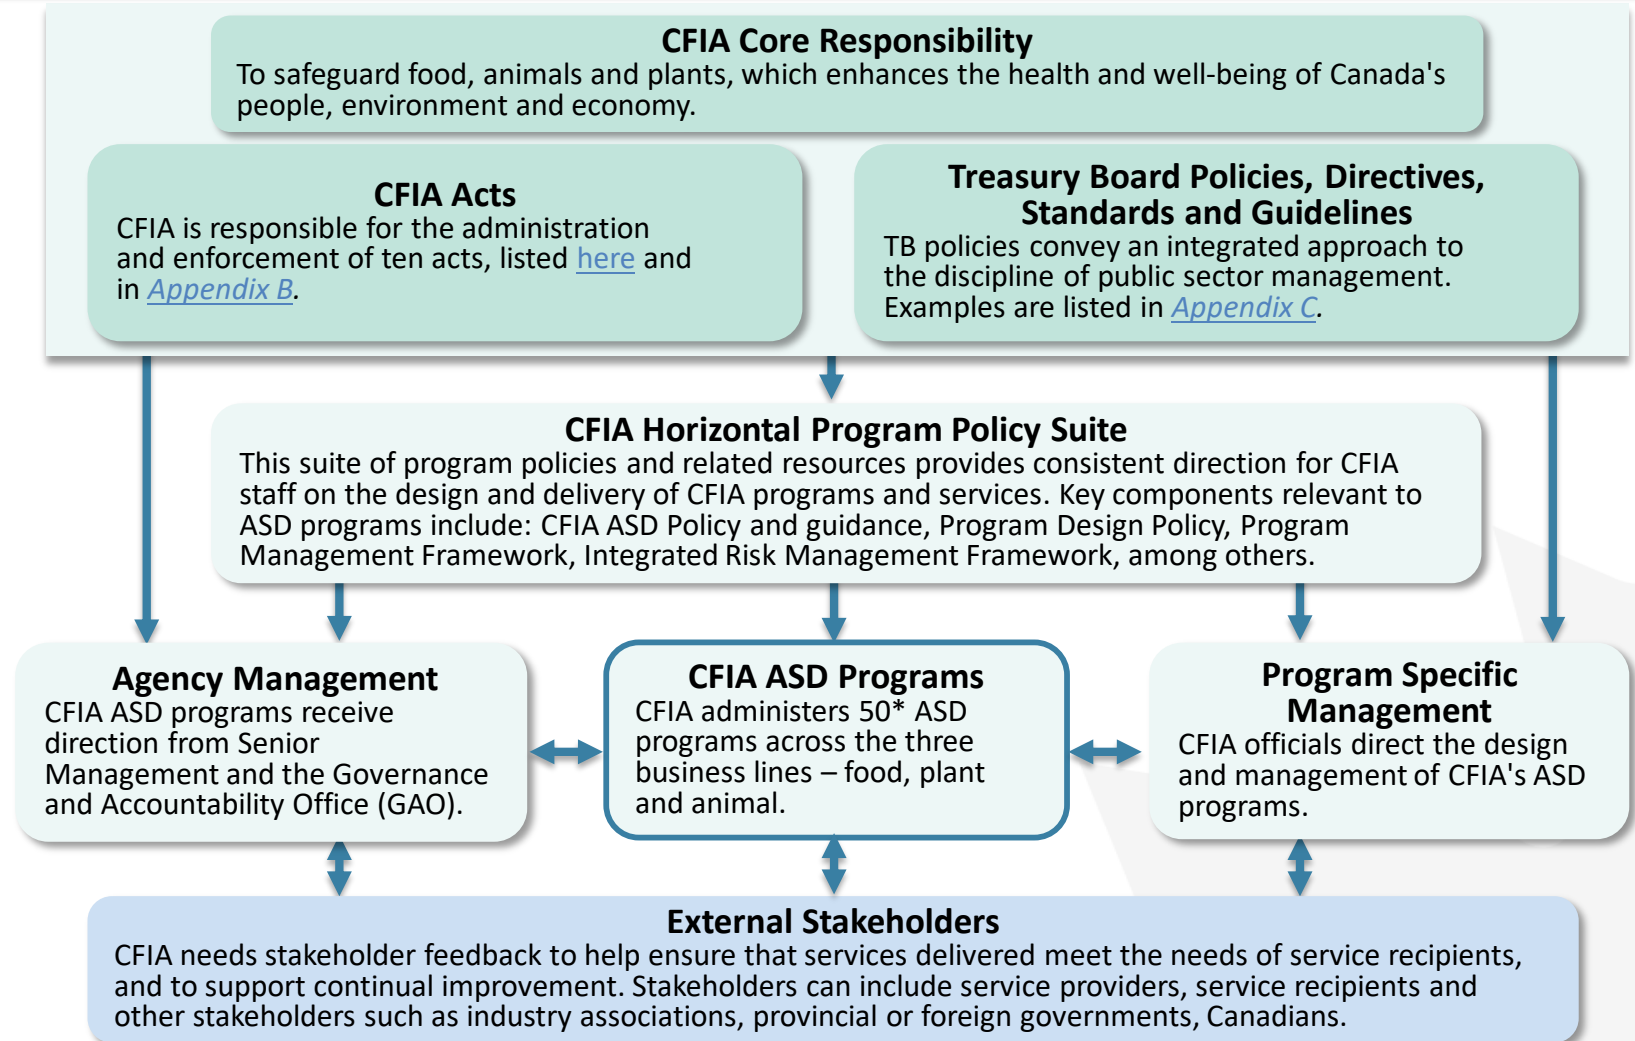 CFIA Core Responsibility
To safeguard food, animals and plants, which enhances the health and well-being of Canada's
people, environment and economy.
CFIA Acts
CFIA is responsible for the administration
and enforcement of ten acts, listed here and
in Appendix B.
Treasury Board Policies, Directives,
Standards and Guidelines
TB policies convey an integrated approach to
the discipline of public sector management.
Examples are listed in Appendix C.
CFIA Horizontal Program Policy Suite
This suite of program policies and related resources provides consistent direction for CFIA
staff on the design and delivery of CFIA programs and services. Key components relevant to
ASD programs include: CFIA ASD Policy and guidance, Program Design Policy, Program
Management Framework, Integrated Risk Management Framework, among others.
Agency Management
CFIA ASD programs receive
direction from Senior
Management and the Governance
and Accountability Office (GAO).
CFIA ASD Programs
CFIA administers 50* ASD
programs across the three
business lines – food, plant
and animal.
Program Specific
Management
CFIA officials direct the design
and management of CFIA's ASD
programs.
External Stakeholders
CFIA needs stakeholder feedback to help ensure that services delivered meet the needs of service recipients,
and to support continual improvement. Stakeholders can include service providers, service recipients and
other stakeholders such as industry associations, provincial or foreign governments, Canadians.